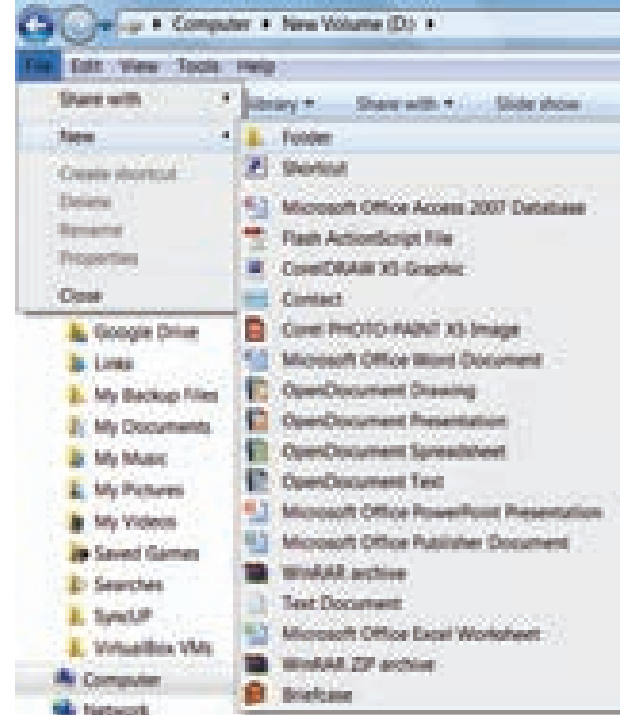 Computer New Volume (D:)
File Edit View Tools Help
Share with
library Share with Slide show
New
Folder
Create shortcut
Shortcut
Delete
Microsoft Office Access 2007 Database
Rename
Flash ActionScript File
Properties
CorelDRAW X5 Graphic
Close
Contact
Google Drive
Corel PHOTO-PAINT X5 Image
Links
Microsoft Office Word Document
My Backup Files
OpenDocument Drawing
My Documents
OpenDocument Presentation
My Music
OpenDocument Spreadsheet
My Pictures
OpenDocument Text
My Videos
Microsoft Office PowerPoint Presentation
Saved Games
Microsoft Office Publisher Document
Searches
WinRAR archive
SyncUP
Text Document
VirtualBox VMs
Microsoft Office Excel Worksheet
Computer
WinRAR ZIP archive
Network
Briefcase